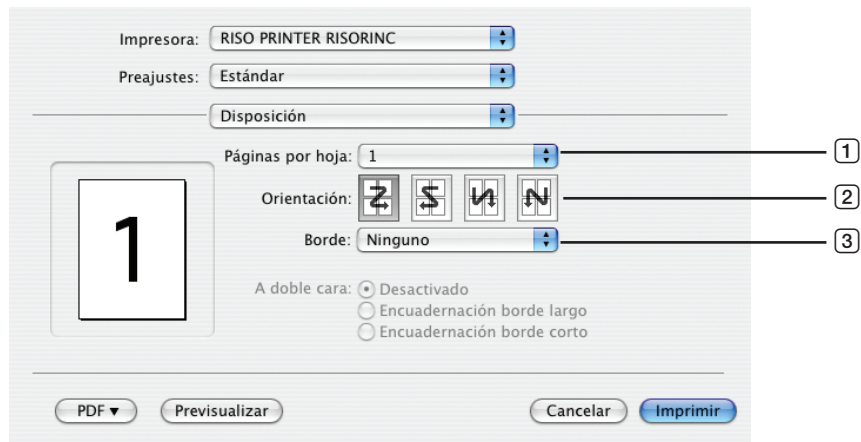 Impresora: RISO PRINTER RISORINC
Preajustes: Estándar
Disposición
Páginas por hoja: 1 1
Orientación: 2
Borde: Ninguno 3
1
A doble cara: Desactivado
Encuadernación borde largo
Encuadernación borde corto
PDF Previsualizar Cancelar Imprimir